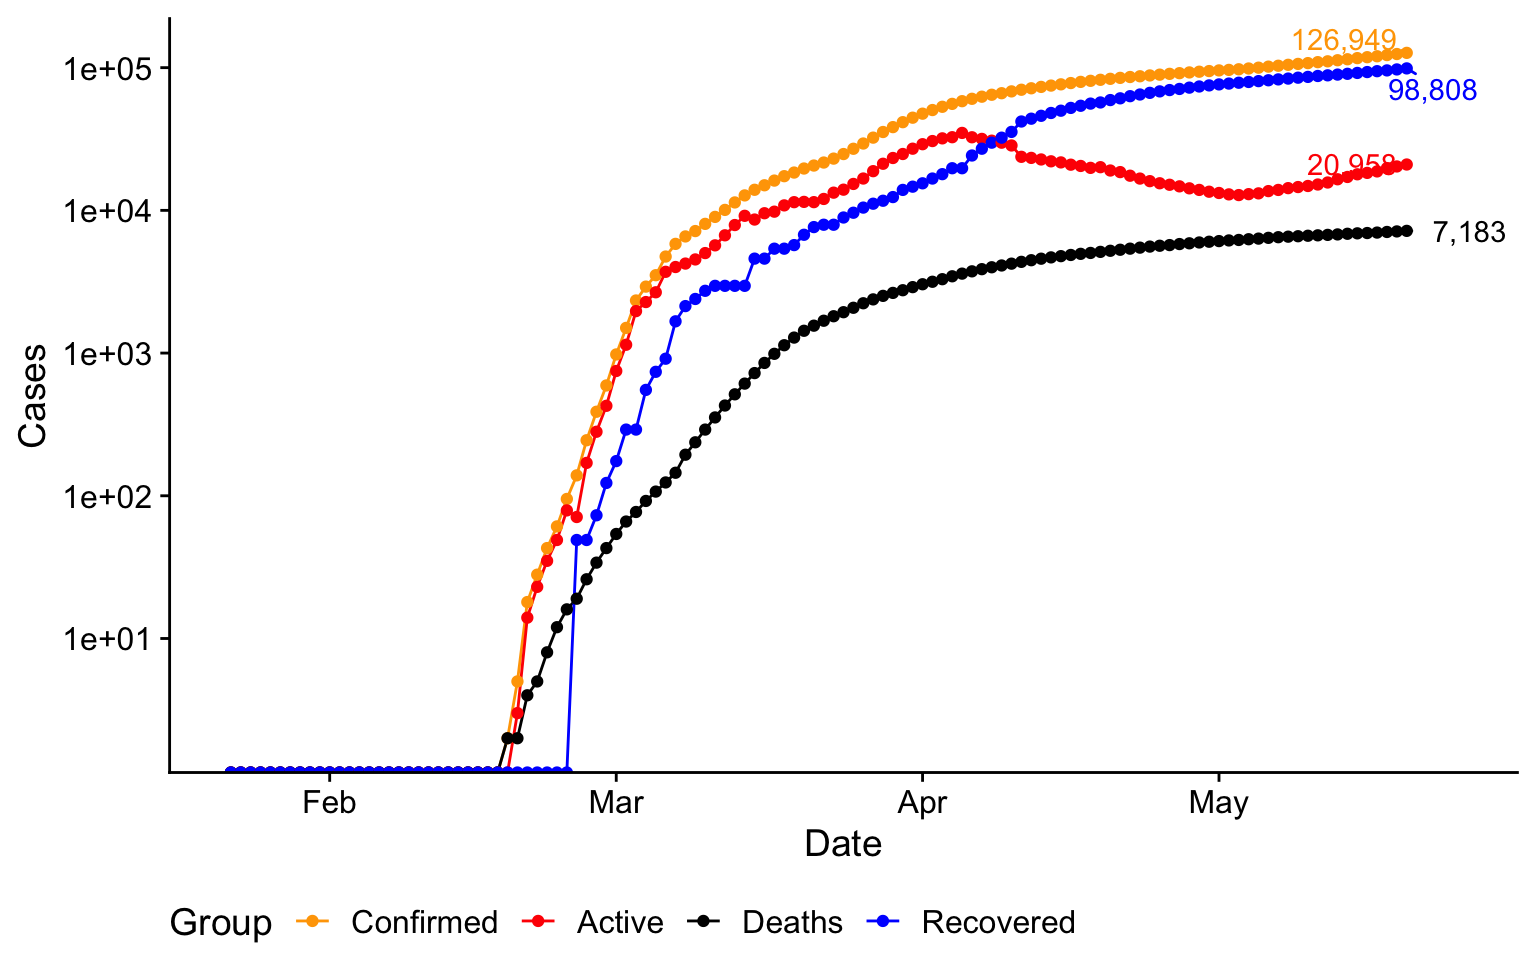 126,949
1e+05
98,808
20,958
1e+04
7,183
1e+03
Cases
1e+02
1e+01
Feb Mar Apr May
Date
Group Confirmed Active Deaths Recovered